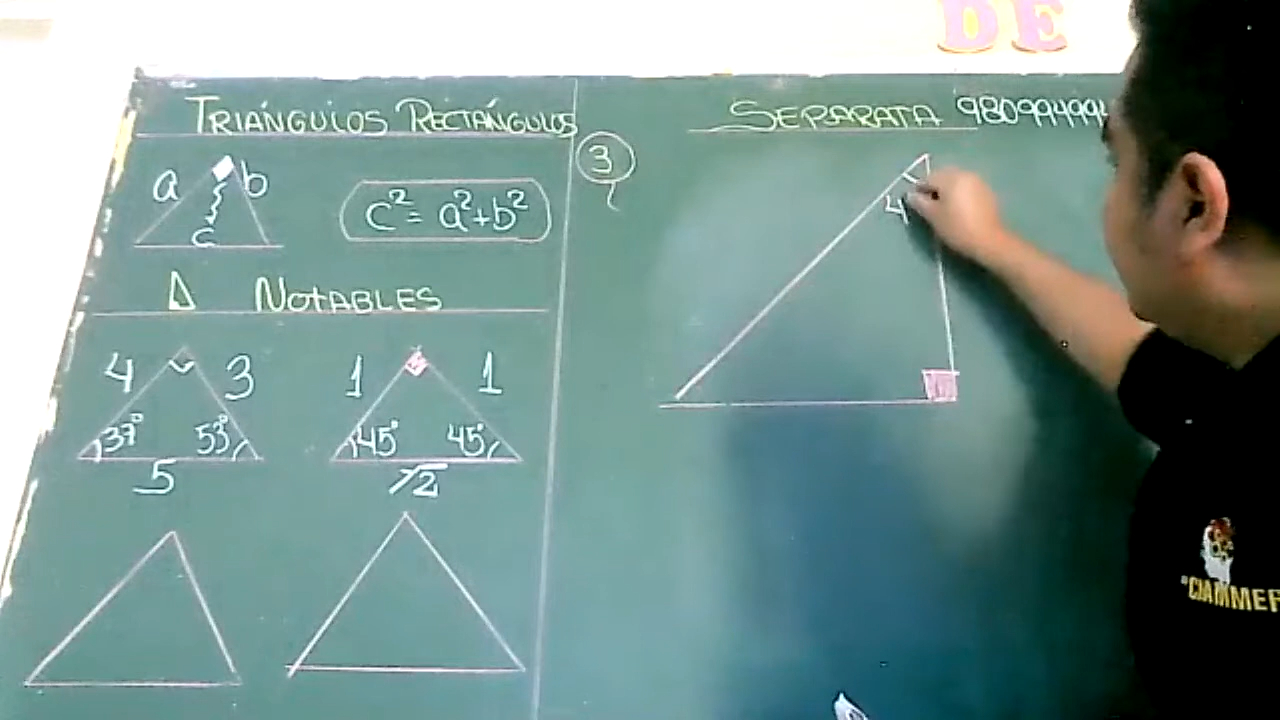 DE
TRIÁNGULOS RECTÁNGULOS
a b
c
c² = a² + b²
Δ NOTABLES
4 3
37° 53°
5
1 1
45° 45°
√2
3
SEPARATA
4
"CIAMMER